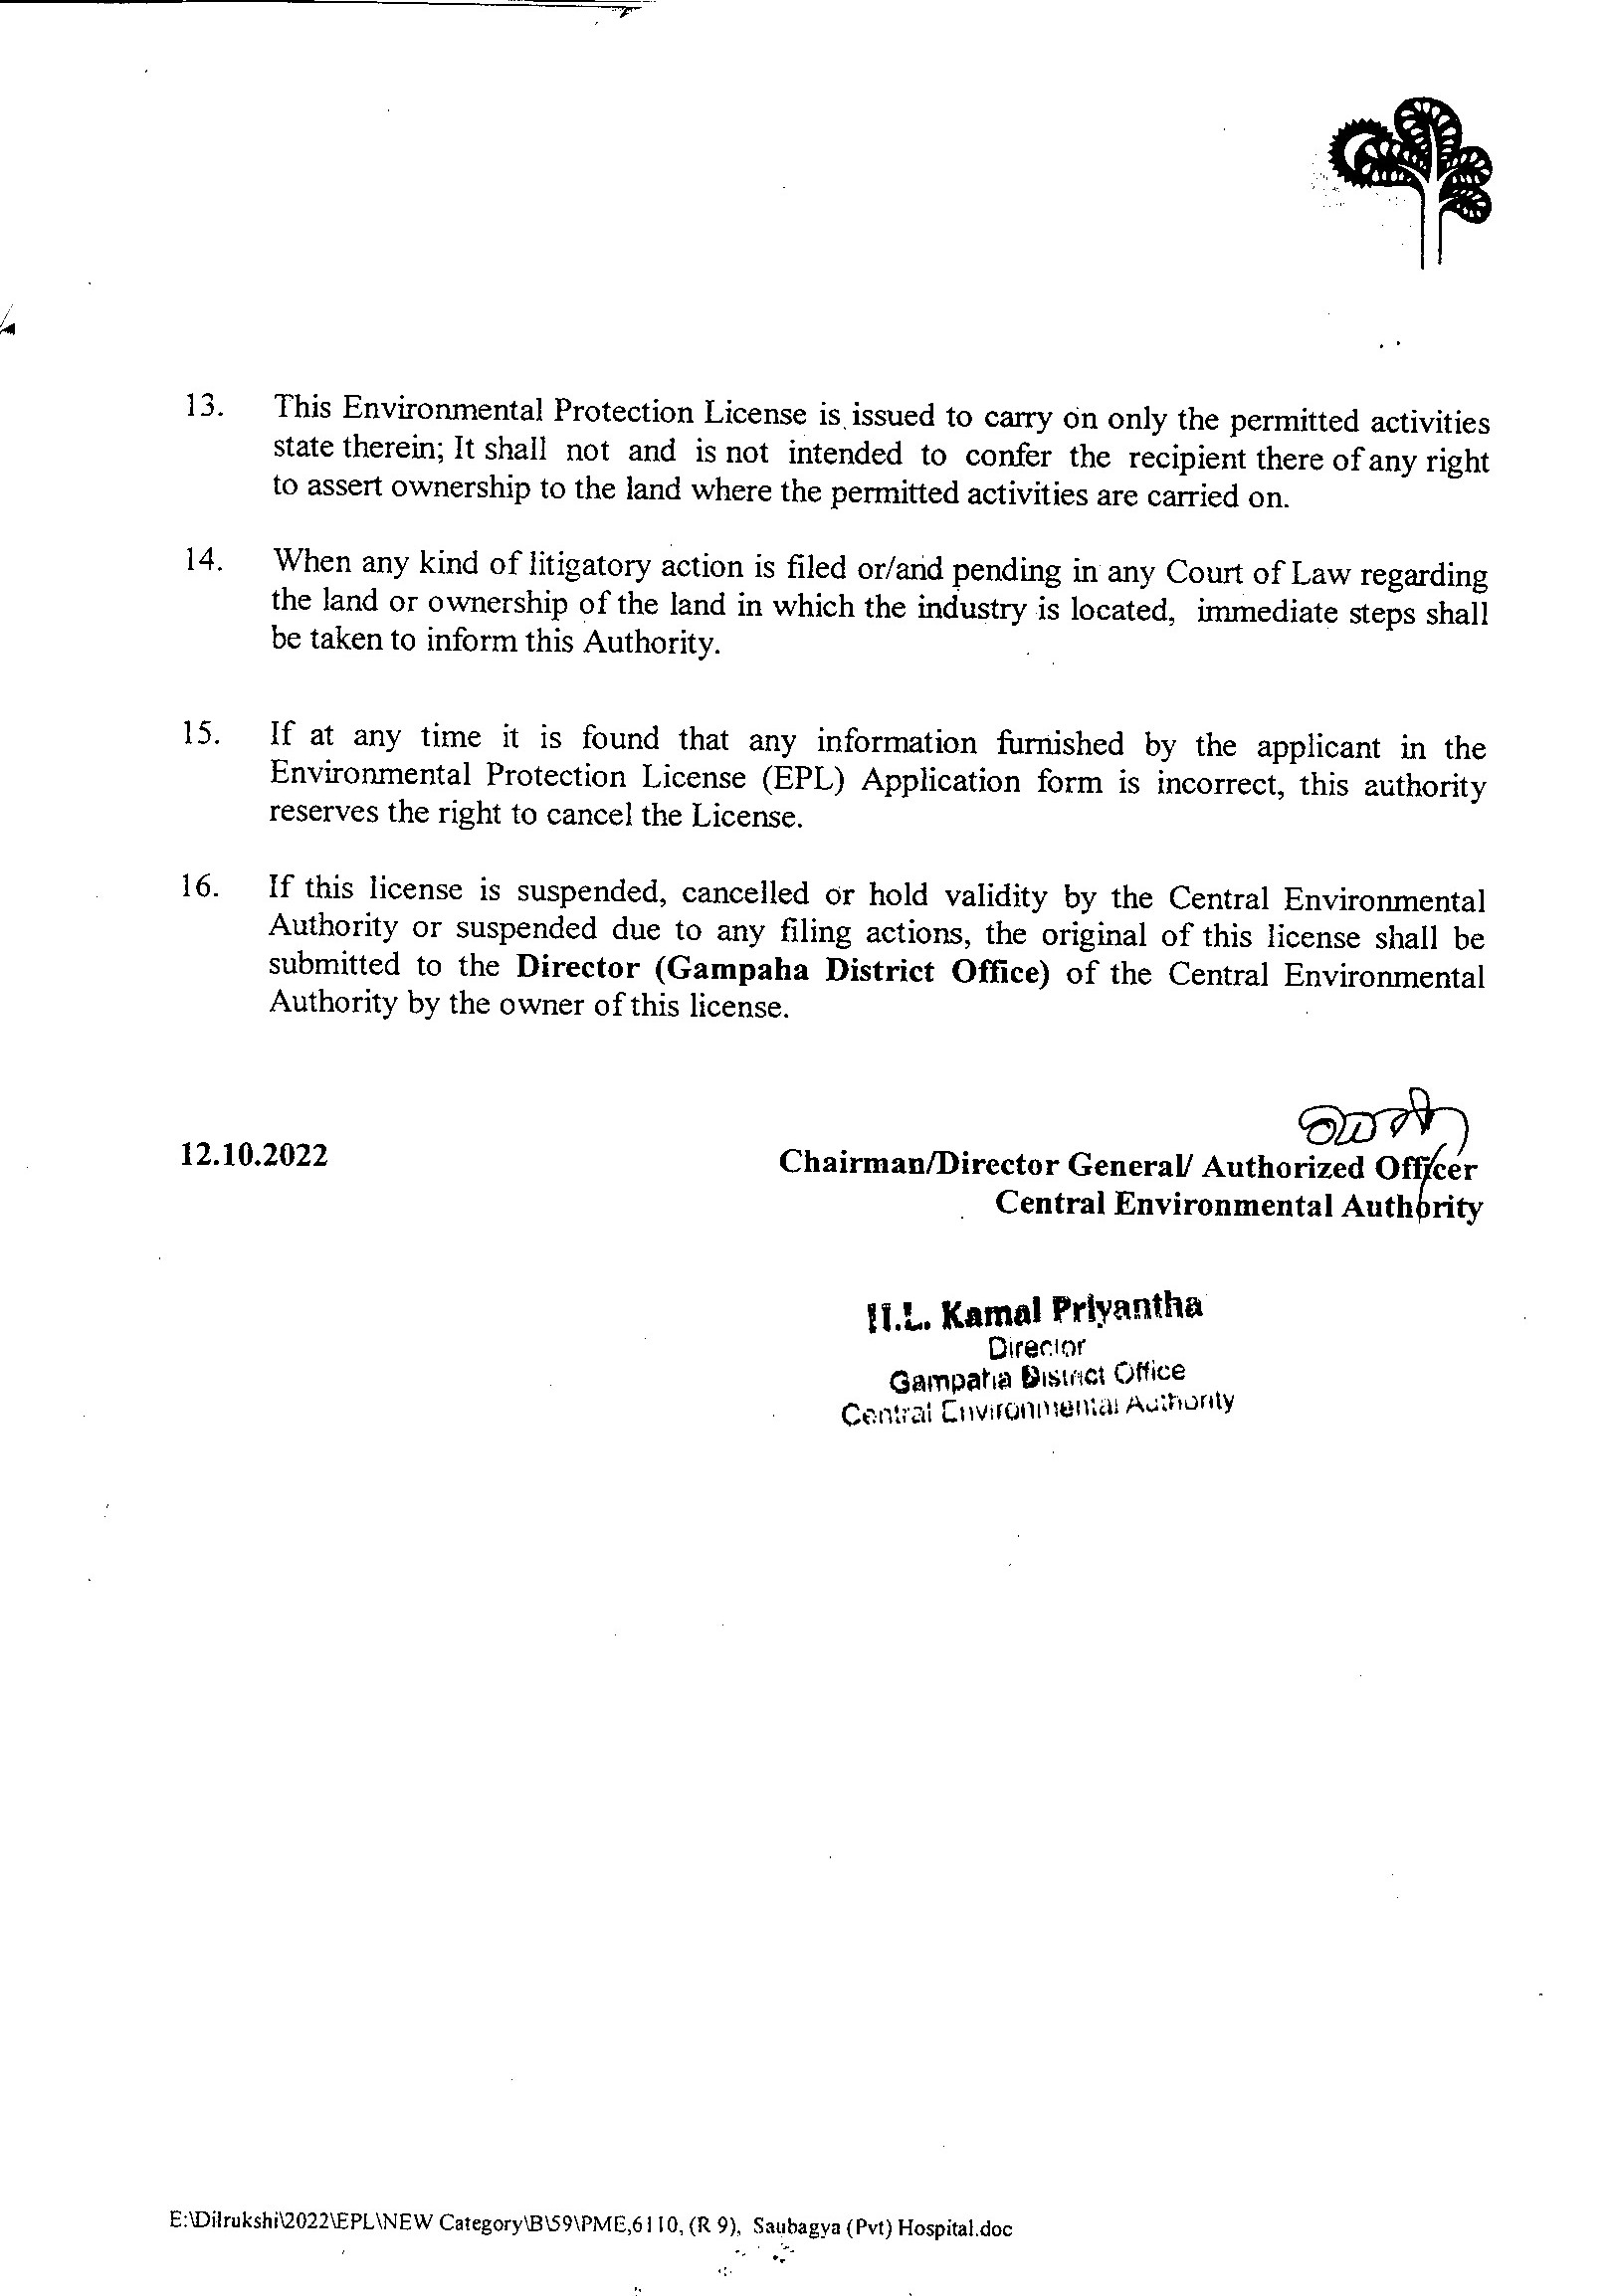 13. This Environmental Protection License is issued to carry on only the permitted activities
state therein; It shall not and is not intended to confer the recipient there of any right
to assert ownership to the land where the permitted activities are carried on.
14. When any kind of litigatory action is filed or/and pending in any Court of Law regarding
the land or ownership of the land in which the industry is located, immediate steps shall
be taken to inform this Authority.
15. If at any time it is found that any information furnished by the applicant in the
Environmental Protection License (EPL) Application form is incorrect, this authority
reserves the right to cancel the License.
16. If this license is suspended, cancelled or hold validity by the Central Environmental
Authority or suspended due to any filing actions, the original of this license shall be
submitted to the Director (Gampaha District Office) of the Central Environmental
Authority by the owner of this license.
12.10.2022
Chairman/Director General/ Authorized Officer
Central Environmental Authority
H.L. Kamal Priyantha
Director
Gampaha District Office
Central Environmental Authority
E:\Dilrukshi\2022\EPL\NEW Category\B\59\PME,6110, (R 9), Saubagya (Pvt) Hospital.doc